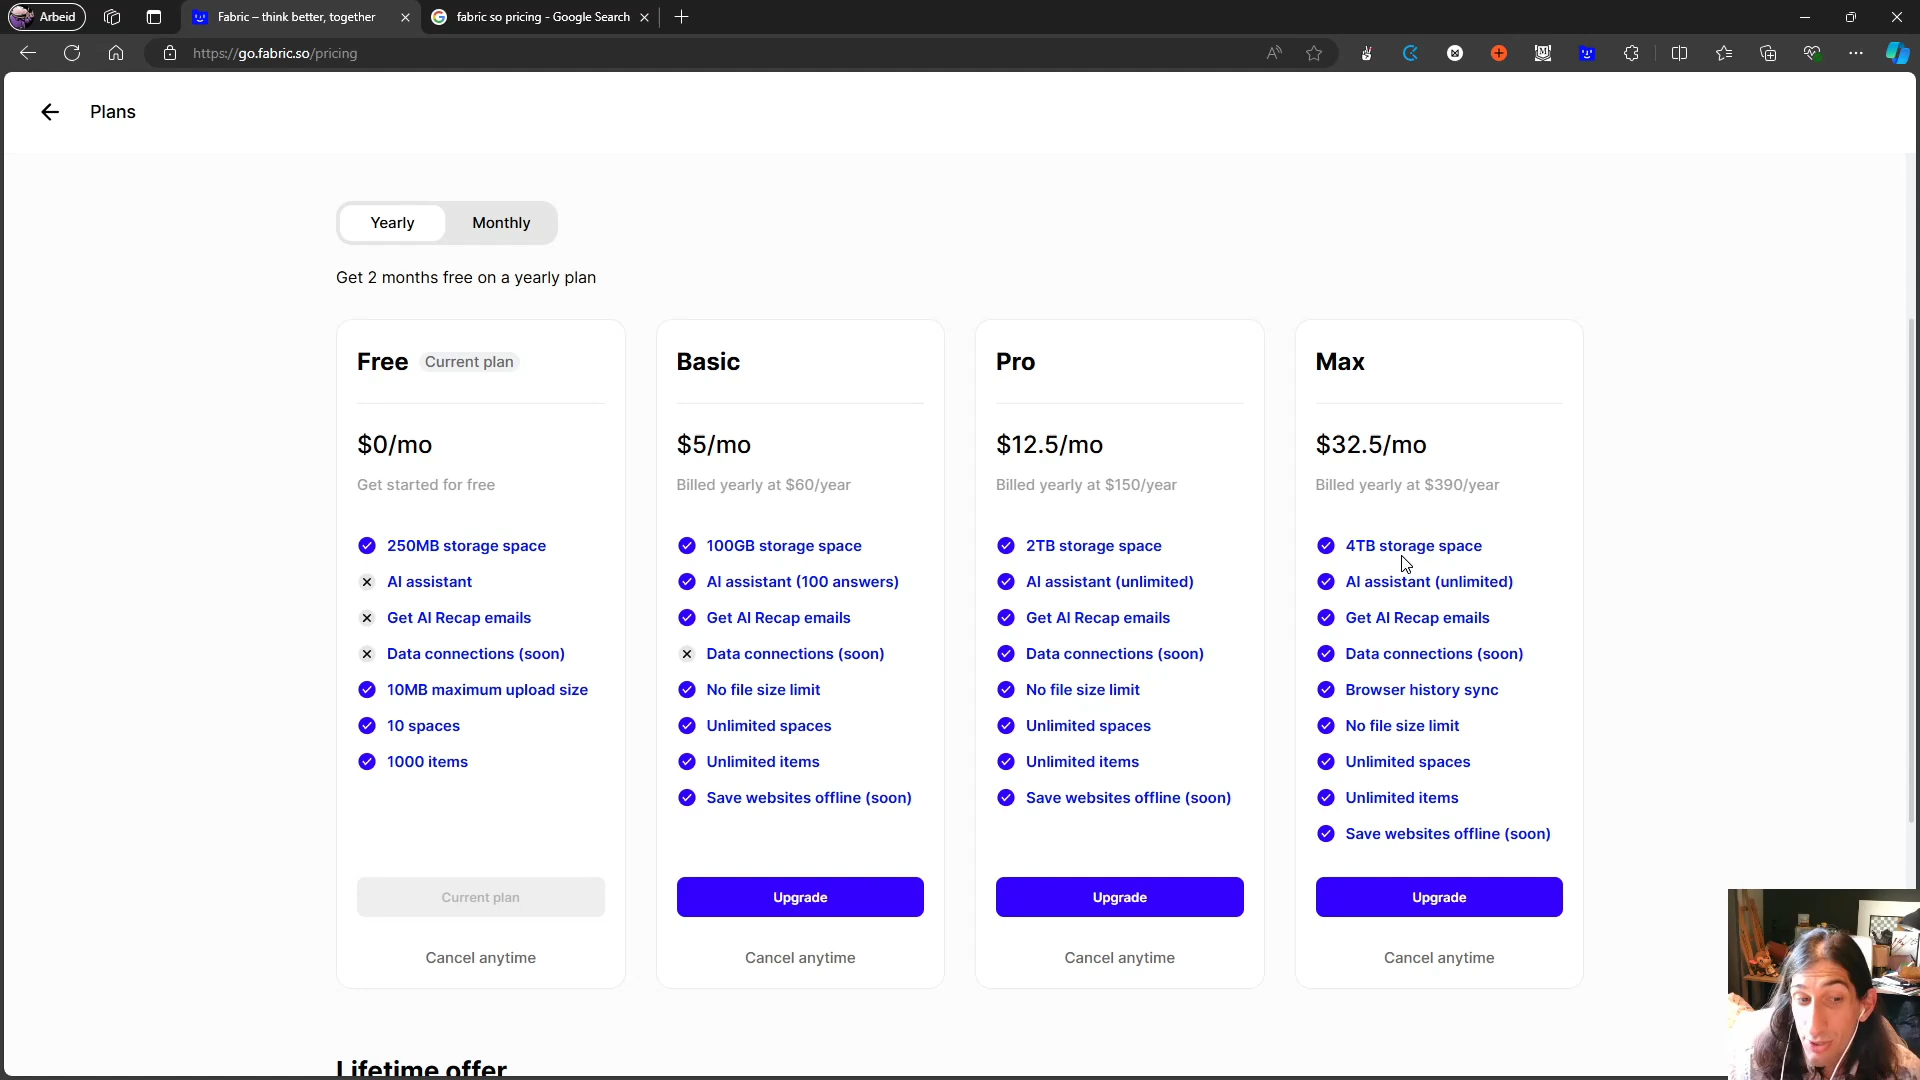 Arbeid
Fabric – think better, together
fabric so pricing - Google Search
https://go.fabric.so/pricing
Plans
Yearly
Monthly
Get 2 months free on a yearly plan
Free
Current plan
$0/mo
Get started for free
250MB storage space
AI assistant
Get AI Recap emails
Data connections (soon)
10MB maximum upload size
10 spaces
1000 items
Current plan
Cancel anytime
Basic
$5/mo
Billed yearly at $60/year
100GB storage space
AI assistant (100 answers)
Get AI Recap emails
Data connections (soon)
No file size limit
Unlimited spaces
Unlimited items
Save websites offline (soon)
Upgrade
Cancel anytime
Pro
$12.5/mo
Billed yearly at $150/year
2TB storage space
AI assistant (unlimited)
Get AI Recap emails
Data connections (soon)
No file size limit
Unlimited spaces
Unlimited items
Save websites offline (soon)
Upgrade
Cancel anytime
Max
$32.5/mo
Billed yearly at $390/year
4TB storage space
AI assistant (unlimited)
Get AI Recap emails
Data connections (soon)
Browser history sync
No file size limit
Unlimited spaces
Unlimited items
Save websites offline (soon)
Upgrade
Cancel anytime
Lifetime offer